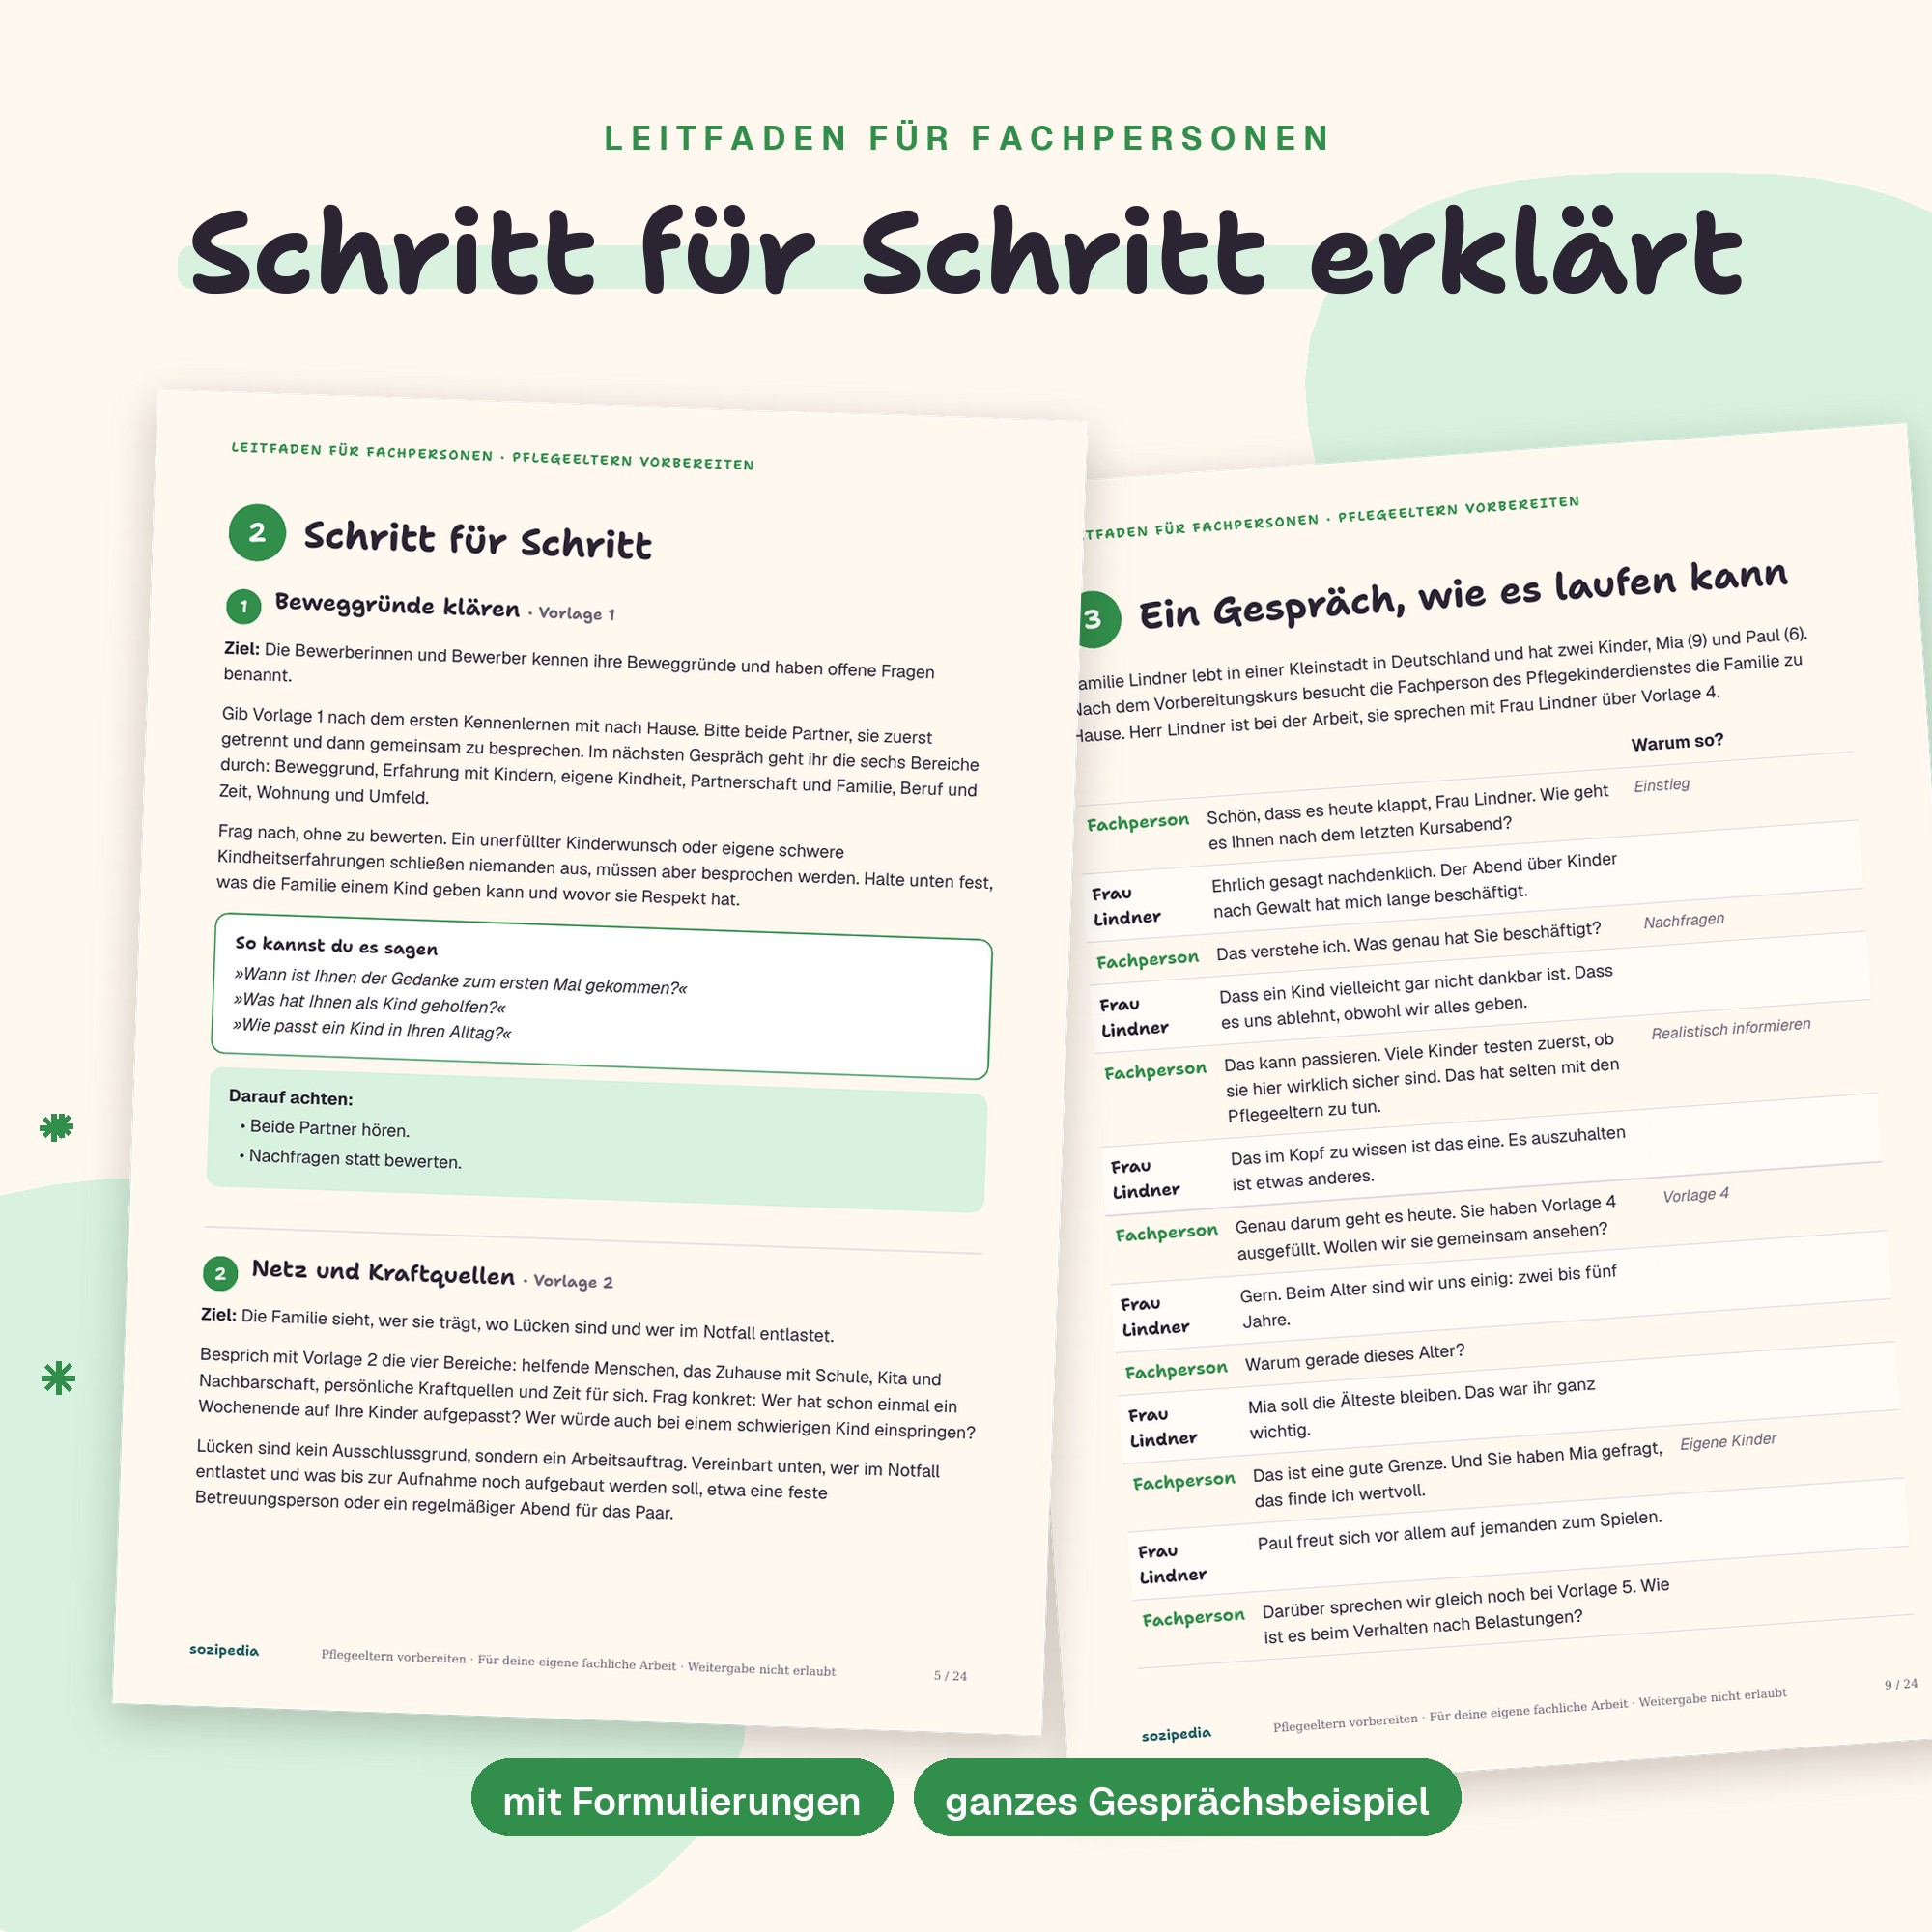 LEITFADEN FÜR FACHPERSONEN
Schritt für Schritt erklärt
LEITFADEN FÜR FACHPERSONEN · PFLEGEELTERN VORBEREITEN
2 Schritt für Schritt
1 Beweggründe klären · Vorlage 1
Ziel: Die Bewerberinnen und Bewerber kennen ihre Beweggründe und haben offene Fragen
benannt.
Gib Vorlage 1 nach dem ersten Kennenlernen mit nach Hause. Bitte beide Partner, sie zuerst
getrennt und dann gemeinsam zu besprechen. Im nächsten Gespräch geht ihr die sechs Bereiche
durch: Beweggrund, Erfahrung mit Kindern, eigene Kindheit, Partnerschaft und Familie, Beruf und
Zeit, Wohnung und Umfeld.
Frag nach, ohne zu bewerten. Ein unerfüllter Kinderwunsch oder eigene schwere
Kindheitserfahrungen schließen niemanden aus, müssen aber besprochen werden. Halte unten fest,
was die Familie einem Kind geben kann und wovor sie Respekt hat.
So kannst du es sagen
»Wann ist Ihnen der Gedanke zum ersten Mal gekommen?«
»Was hat Ihnen als Kind geholfen?«
»Wie passt ein Kind in Ihren Alltag?«
Darauf achten:
• Beide Partner hören.
• Nachfragen statt bewerten.
2 Netz und Kraftquellen · Vorlage 2
Ziel: Die Familie sieht, wer sie trägt, wo Lücken sind und wer im Notfall entlastet.
Besprich mit Vorlage 2 die vier Bereiche: helfende Menschen, das Zuhause mit Schule, Kita und
Nachbarschaft, persönliche Kraftquellen und Zeit für sich. Frag konkret: Wer hat schon einmal ein
Wochenende auf Ihre Kinder aufgepasst? Wer würde auch bei einem schwierigen Kind einspringen?
Lücken sind kein Ausschlussgrund, sondern ein Arbeitsauftrag. Vereinbart unten, wer im Notfall
entlastet und was bis zur Aufnahme noch aufgebaut werden soll, etwa eine feste
Betreuungsperson oder ein regelmäßiger Abend für das Paar.
sozipedia Pflegeeltern vorbereiten · Für deine eigene fachliche Arbeit · Weitergabe nicht erlaubt 5 / 24
TFADEN FÜR FACHPERSONEN · PFLEGEELTERN VORBEREITEN
3 Ein Gespräch, wie es laufen kann
amilie Lindner lebt in einer Kleinstadt in Deutschland und hat zwei Kinder, Mia (9) und Paul (6).
Nach dem Vorbereitungskurs besucht die Fachperson des Pflegekinderdienstes die Familie zu
Hause. Herr Lindner ist bei der Arbeit, sie sprechen mit Frau Lindner über Vorlage 4.
Warum so?
Fachperson Schön, dass es heute klappt, Frau Lindner. Wie geht Einstieg
es Ihnen nach dem letzten Kursabend?
Frau Ehrlich gesagt nachdenklich. Der Abend über Kinder
Lindner nach Gewalt hat mich lange beschäftigt.
Fachperson Das verstehe ich. Was genau hat Sie beschäftigt? Nachfragen
Frau Dass ein Kind vielleicht gar nicht dankbar ist. Dass
Lindner es uns ablehnt, obwohl wir alles geben.
Fachperson Das kann passieren. Viele Kinder testen zuerst, ob Realistisch informieren
sie hier wirklich sicher sind. Das hat selten mit den
Pflegeeltern zu tun.
Frau Das im Kopf zu wissen ist das eine. Es auszuhalten
Lindner ist etwas anderes.
Fachperson Genau darum geht es heute. Sie haben Vorlage 4 Vorlage 4
ausgefüllt. Wollen wir sie gemeinsam ansehen?
Frau Gern. Beim Alter sind wir uns einig: zwei bis fünf
Lindner Jahre.
Fachperson Warum gerade dieses Alter?
Frau Mia soll die Älteste bleiben. Das war ihr ganz
Lindner wichtig.
Fachperson Das ist eine gute Grenze. Und Sie haben Mia gefragt, Eigene Kinder
das finde ich wertvoll.
Frau Paul freut sich vor allem auf jemanden zum Spielen.
Lindner
Fachperson Darüber sprechen wir gleich noch bei Vorlage 5. Wie
ist es beim Verhalten nach Belastungen?
sozipedia Pflegeeltern vorbereiten · Für deine eigene fachliche Arbeit · Weitergabe nicht erlaubt 9 / 24
mit Formulierungen
ganzes Gesprächsbeispiel